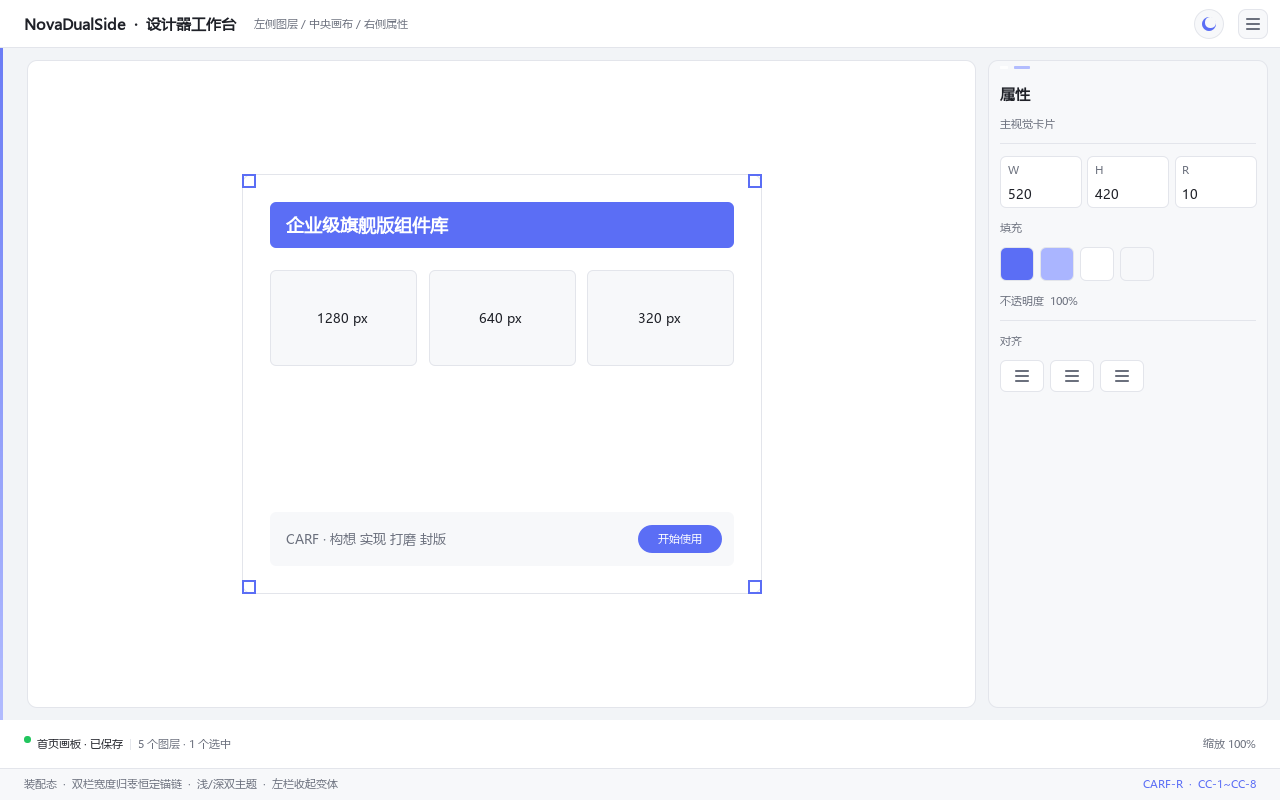 NovaDualSide · 设计器工作台
左侧图层 / 中央画布 / 右侧属性
企业级旗舰版组件库
1280 px
640 px
320 px
CARF · 构想 实现 打磨 封版
开始使用
属性
主视觉卡片
W
520
H
420
R
10
填充
不透明度 100%
对齐
首页画板 · 已保存
5 个图层 · 1 个选中
缩放 100%
装配态 · 双栏宽度归零恒定锚链 · 浅/深双主题 · 左栏收起变体
CARF-R · CC-1~CC-8